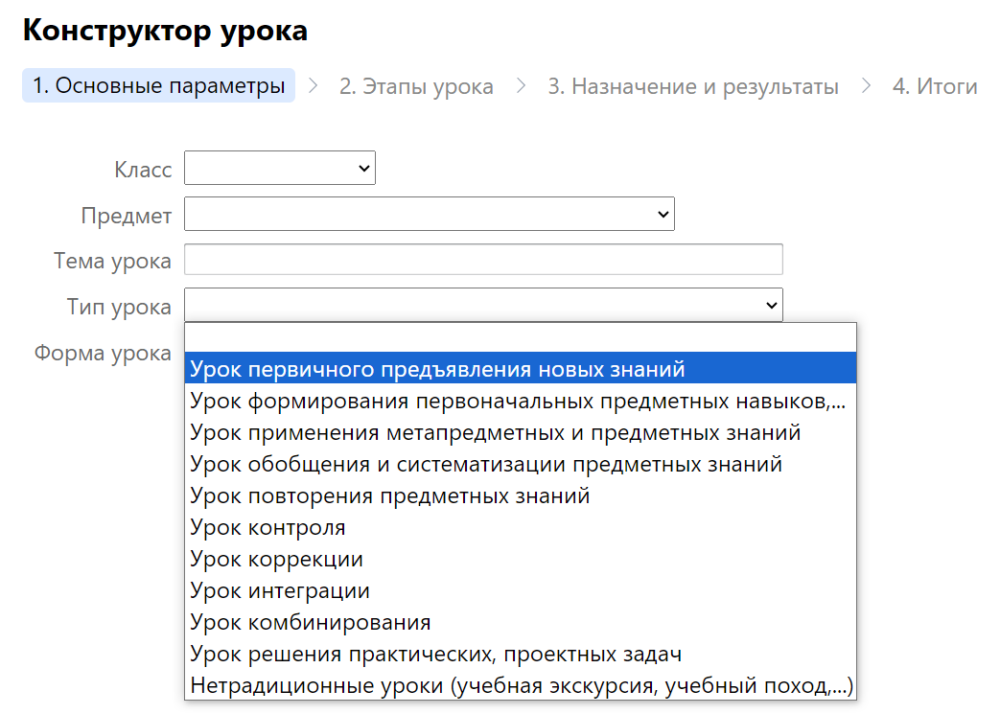 Конструктор урока
1. Основные параметры > 2. Этапы урока > 3. Назначение и результаты > 4. Итоги
Класс
Предмет
Тема урока
Тип урока
Форма урока
Урок первичного предъявления новых знаний
Урок формирования первоначальных предметных навыков,...
Урок применения метапредметных и предметных знаний
Урок обобщения и систематизации предметных знаний
Урок повторения предметных знаний
Урок контроля
Урок коррекции
Урок интеграции
Урок комбинирования
Урок решения практических, проектных задач
Нетрадиционные уроки (учебная экскурсия, учебный поход,...)